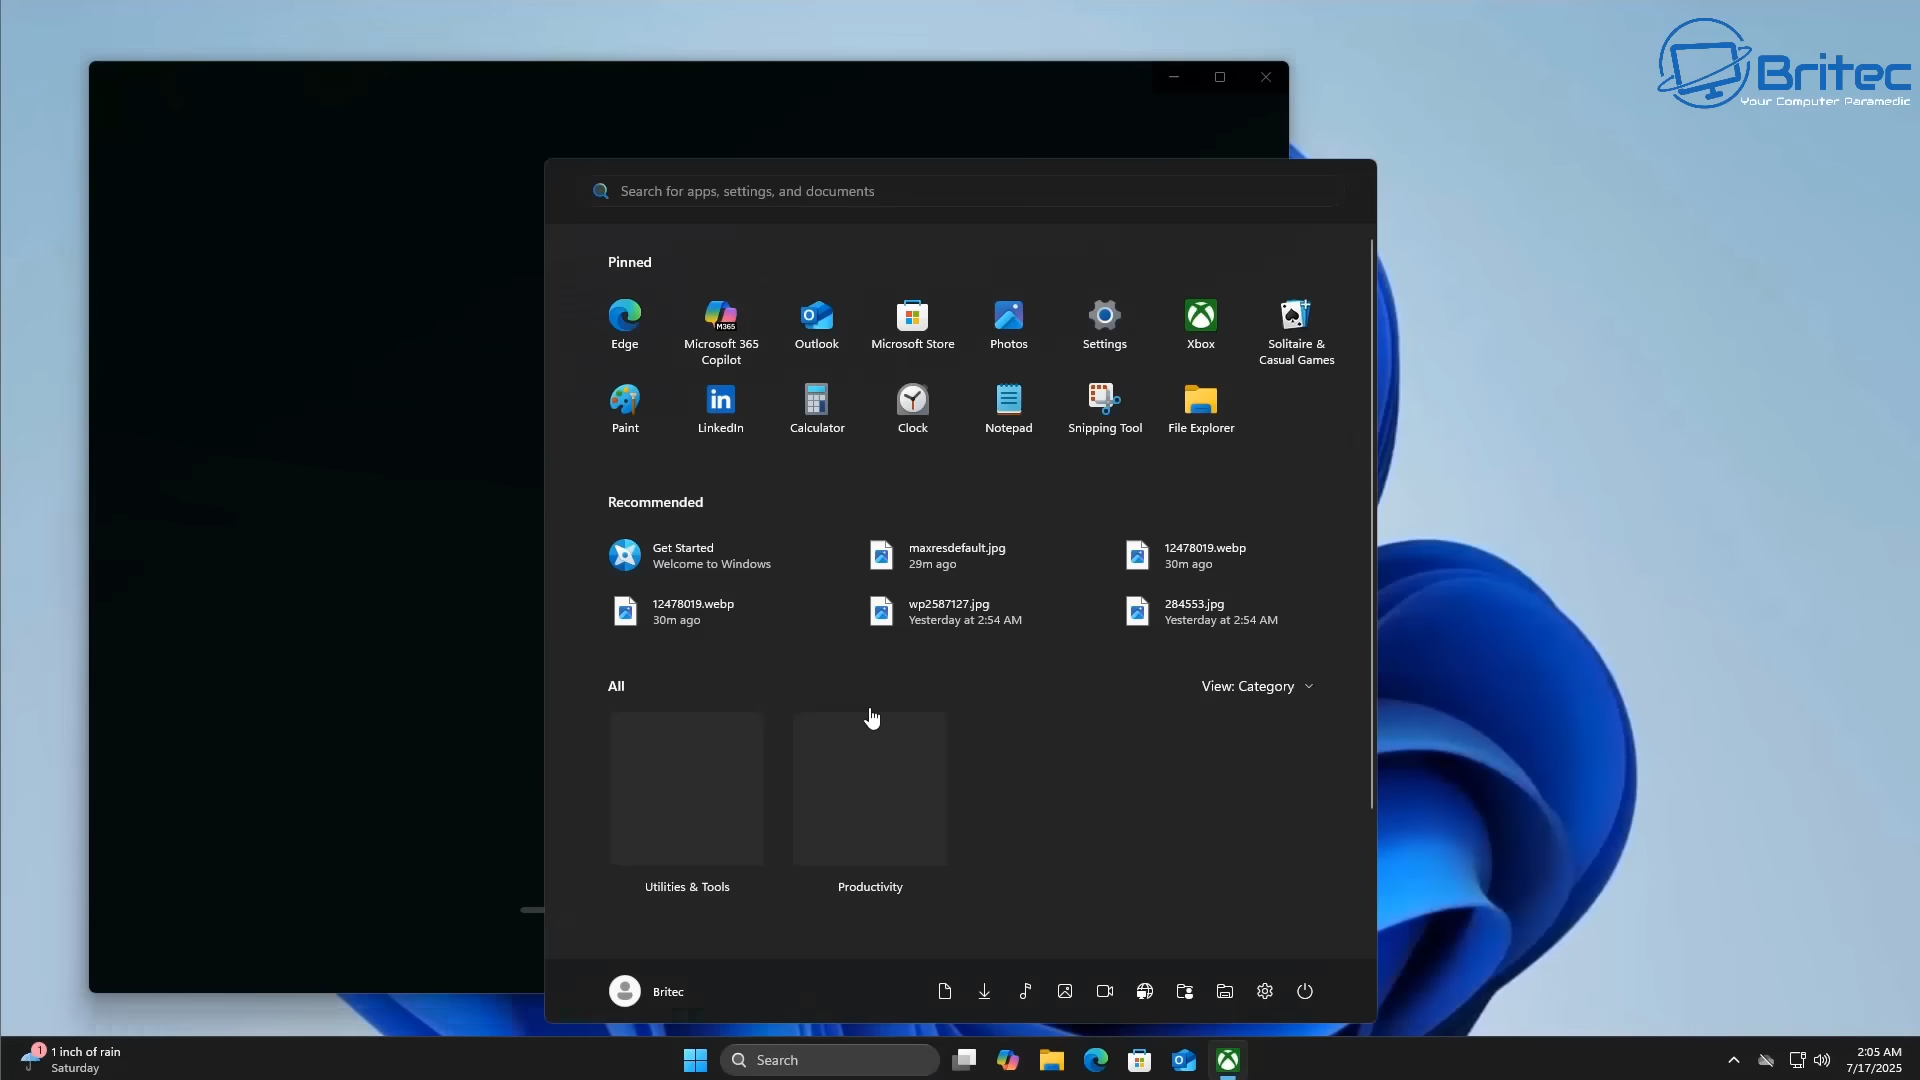 Britec
Your Computer Paramedic
Search for apps, settings, and documents
Pinned
Edge
Microsoft 365
Copilot
M365
Outlook
Microsoft Store
Photos
Settings
Xbox
Solitaire &
Casual Games
Paint
LinkedIn
Calculator
Clock
Notepad
Snipping Tool
File Explorer
Recommended
Get Started
Welcome to Windows
maxresdefault.jpg
29m ago
12478019.webp
30m ago
12478019.webp
30m ago
wp2587127.jpg
Yesterday at 2:54 AM
284553.jpg
Yesterday at 2:54 AM
All
View: Category
Utilities & Tools
Productivity
Britec
1
1 inch of rain
Saturday
Search
2:05 AM
7/17/2025